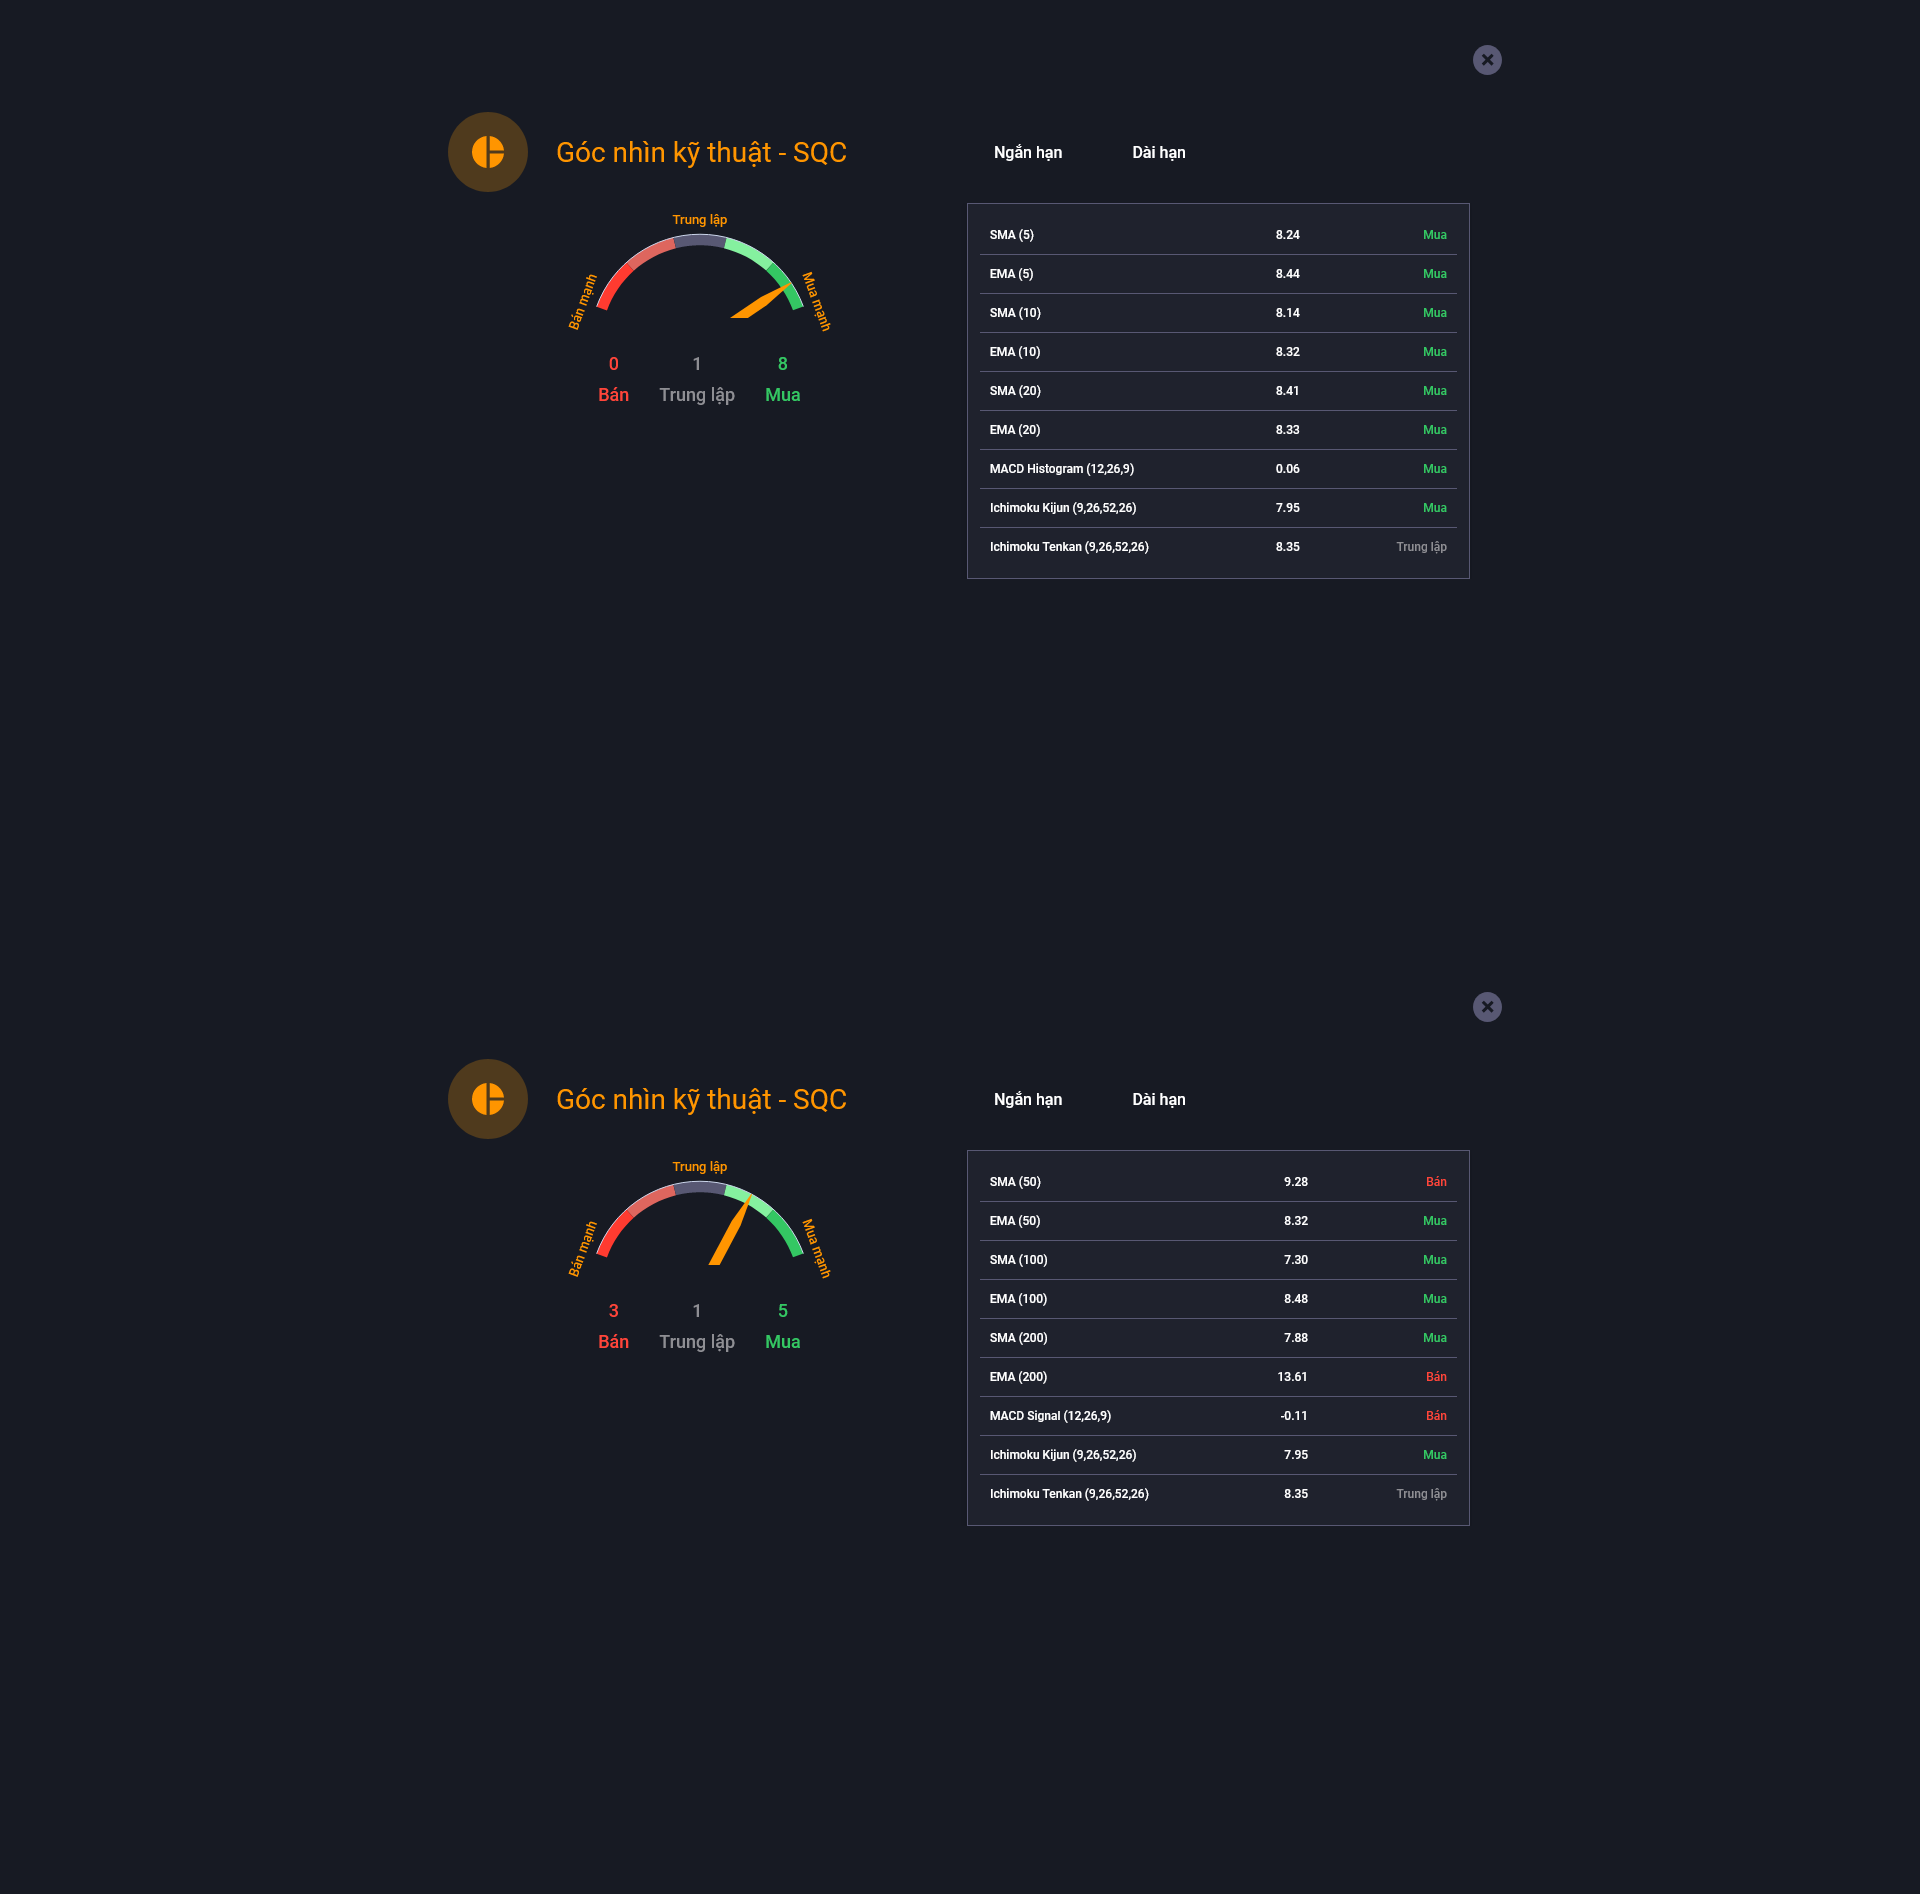 Góc nhìn kỹ thuật - SQC
Ngắn hạn Dài hạn
Trung lập
Bán mạnh
Mua mạnh
0 1 8
Bán Trung lập Mua
SMA (5) 8.24 Mua
EMA (5) 8.44 Mua
SMA (10) 8.14 Mua
EMA (10) 8.32 Mua
SMA (20) 8.41 Mua
EMA (20) 8.33 Mua
MACD Histogram (12,26,9) 0.06 Mua
Ichimoku Kijun (9,26,52,26) 7.95 Mua
Ichimoku Tenkan (9,26,52,26) 8.35 Trung lập
Góc nhìn kỹ thuật - SQC
Ngắn hạn Dài hạn
Trung lập
Bán mạnh
Mua mạnh
3 1 5
Bán Trung lập Mua
SMA (50) 9.28 Bán
EMA (50) 8.32 Mua
SMA (100) 7.30 Mua
EMA (100) 8.48 Mua
SMA (200) 7.88 Mua
EMA (200) 13.61 Bán
MACD Signal (12,26,9) -0.11 Bán
Ichimoku Kijun (9,26,52,26) 7.95 Mua
Ichimoku Tenkan (9,26,52,26) 8.35 Trung lập